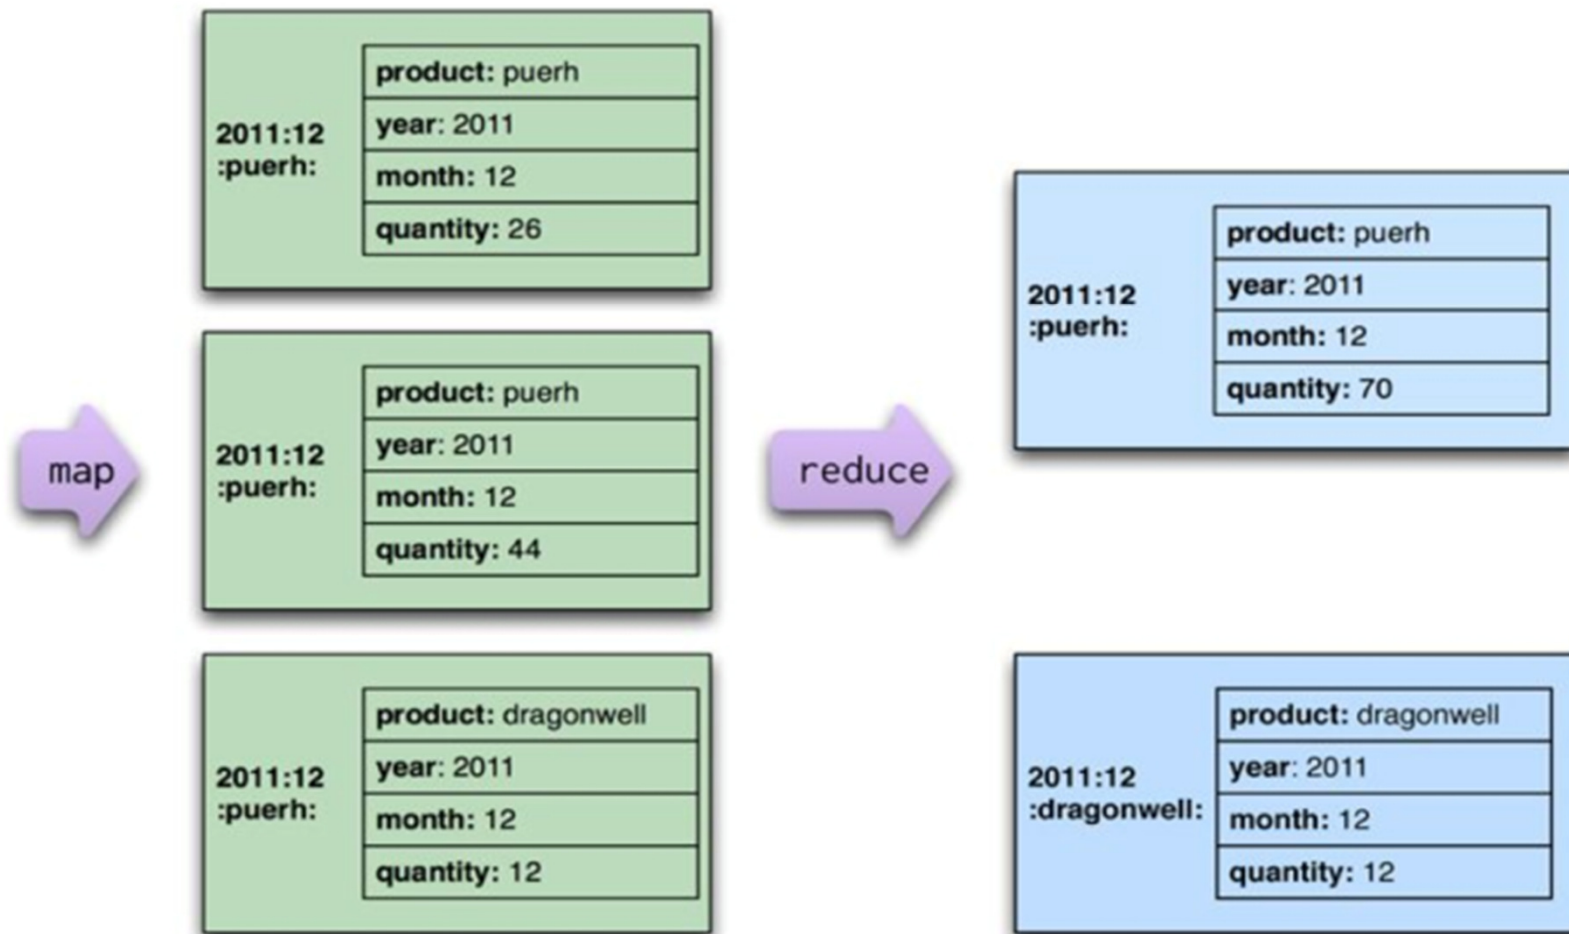 map
2011:12
:puerh:
product: puerh
year: 2011
month: 12
quantity: 26
2011:12
:puerh:
product: puerh
year: 2011
month: 12
quantity: 44
2011:12
:puerh:
product: dragonwell
year: 2011
month: 12
quantity: 12
reduce
2011:12
:puerh:
product: puerh
year: 2011
month: 12
quantity: 70
2011:12
:dragonwell:
product: dragonwell
year: 2011
month: 12
quantity: 12